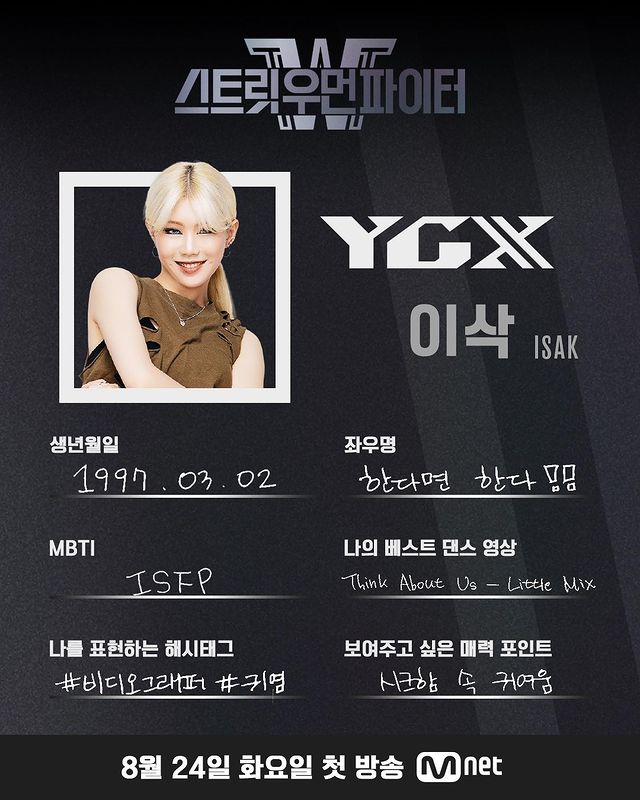 스트릿우먼파이터
W
YGX
이삭 ISAK
생년월일
1997.03.02
좌우명
한다면 한다 ㅁㅁ
MBTI
ISFP
나의 베스트 댄스 영상
Think About Us - Little Mix
나를 표현하는 해시태그
#비디오그래퍼 #귀염
보여주고 싶은 매력 포인트
시크함 속 귀여움
8월 24일 화요일 첫 방송 Mnet